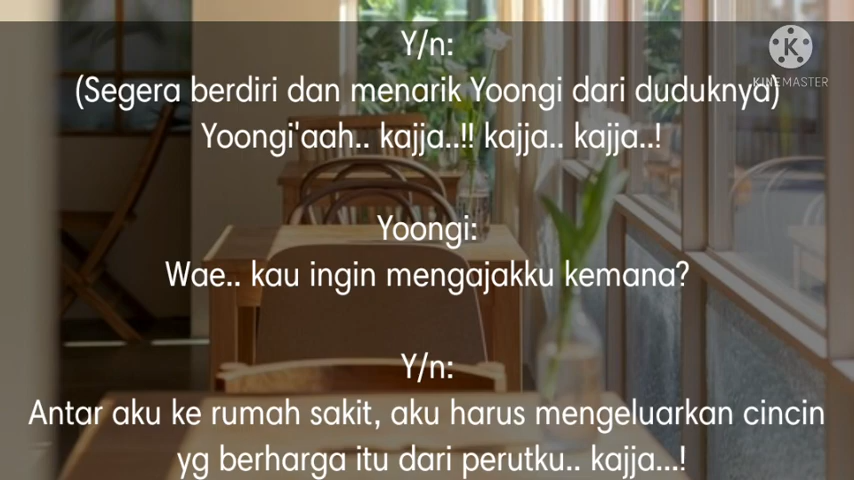 Y/n:
(Segera berdiri dan menarik Yoongi dari duduknya)
Yoongi'aah.. kajja..!! kajja.. kajja..!
Yoongi:
Wae.. kau ingin mengajakku kemana?
Y/n:
Antar aku ke rumah sakit, aku harus mengeluarkan cincin
yg berharga itu dari perutku.. kajja...!
K
KINEMASTER